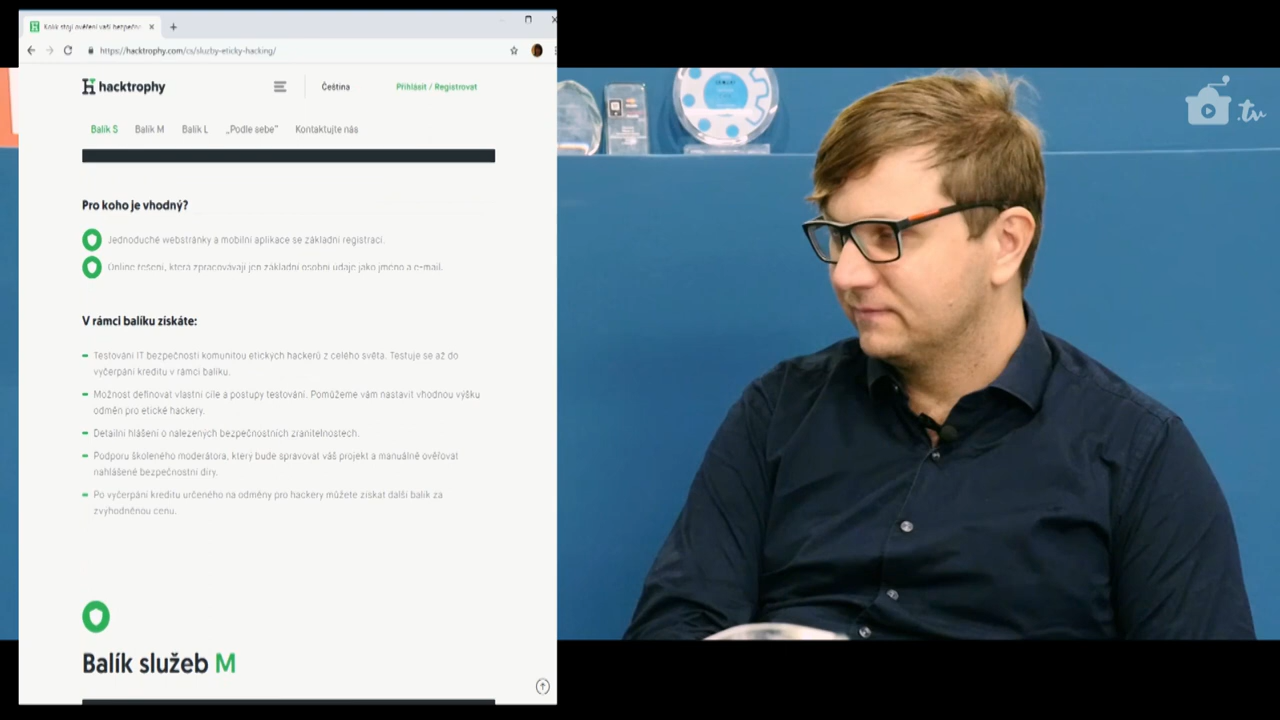 Kolik stojí ověření vaší bezpečno
https://hacktrophy.com/cs/sluzby-eticky-hacking/
hacktrophy
Čeština
Přihlásit / Registrovat
Balík S
Balík M
Balík L
„Podle sebe"
Kontaktujte nás
Pro koho je vhodný?
Jednoduché webstránky a mobilní aplikace se základní registrací.
Online řešení, která zpracovávají jen základní osobní údaje jako jméno a e-mail.
V rámci balíku získáte:
Testování IT bezpečnosti komunitou etických hackerů z celého světa. Testuje se až do
vyčerpání kreditu v rámci balíku.
Možnost definovat vlastní cíle a postupy testování. Pomůžeme vám nastavit vhodnou výšku
odměn pro etické hackery.
Detailní hlášení o nalezených bezpečnostních zranitelnostech.
Podporu školeného moderátora, který bude spravovat váš projekt a manuálně ověřovat
nahlášené bezpečnostní díry.
Po vyčerpání kreditu určeného na odměny pro hackery můžete získat další balík za
zvýhodněnou cenu.
Balík služeb M
.tv